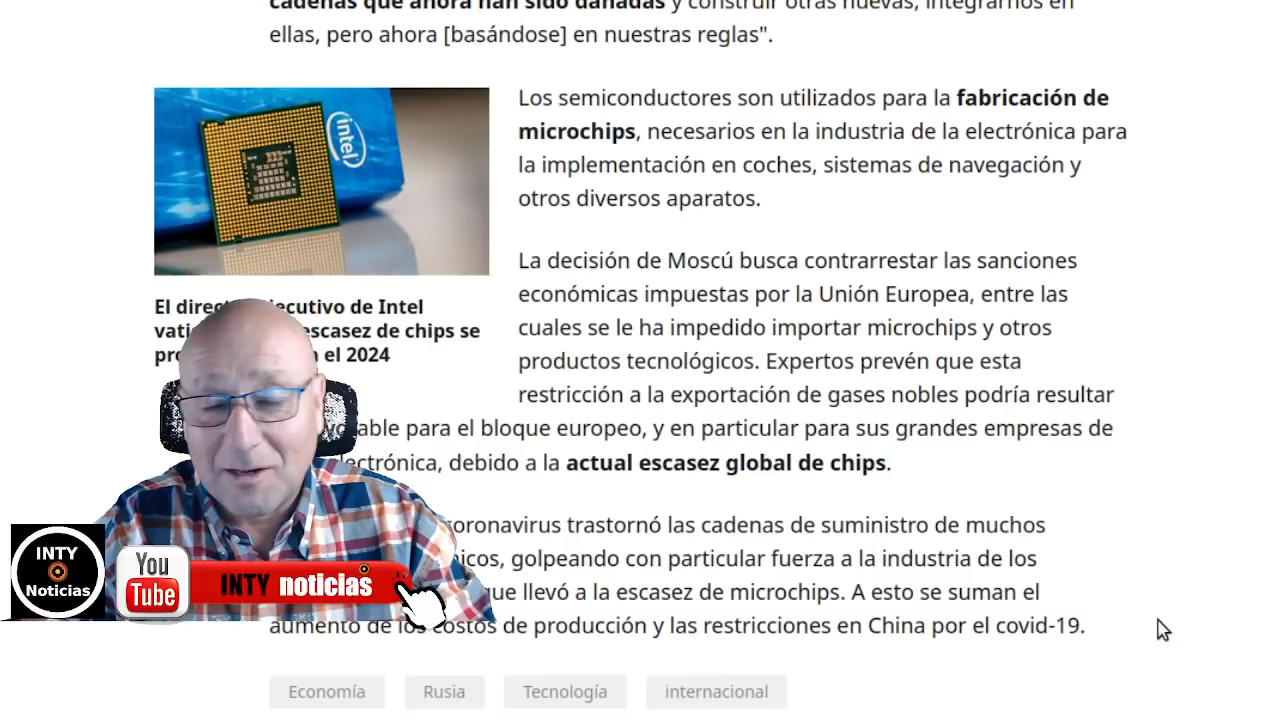 cadenas que ahora han sido dañadas y construir otras nuevas, integrarnos en
ellas, pero ahora [basándose] en nuestras reglas".
Los semiconductores son utilizados para la fabricación de
microchips, necesarios en la industria de la electrónica para
la implementación en coches, sistemas de navegación y
otros diversos aparatos.
intel
La decisión de Moscú busca contrarrestar las sanciones
económicas impuestas por la Unión Europea, entre las
cuales se le ha impedido importar microchips y otros
productos tecnológicos. Expertos prevén que esta
restricción a la exportación de gases nobles podría resultar
para el bloque europeo, y en particular para sus grandes empresas de
debido a la actual escasez global de chips.
El ejecutivo de Intel
escasez de chips se
el 2024
coronavirus trastornó las cadenas de suministro de muchos
golpeando con particular fuerza a la industria de los
que llevó a la escasez de microchips. A esto se suman el
aumento de los costos de producción y las restricciones en China por el covid-19.
INTY
Noticias
You
Tube
INTY noticias
Economía
Rusia
Tecnología
internacional